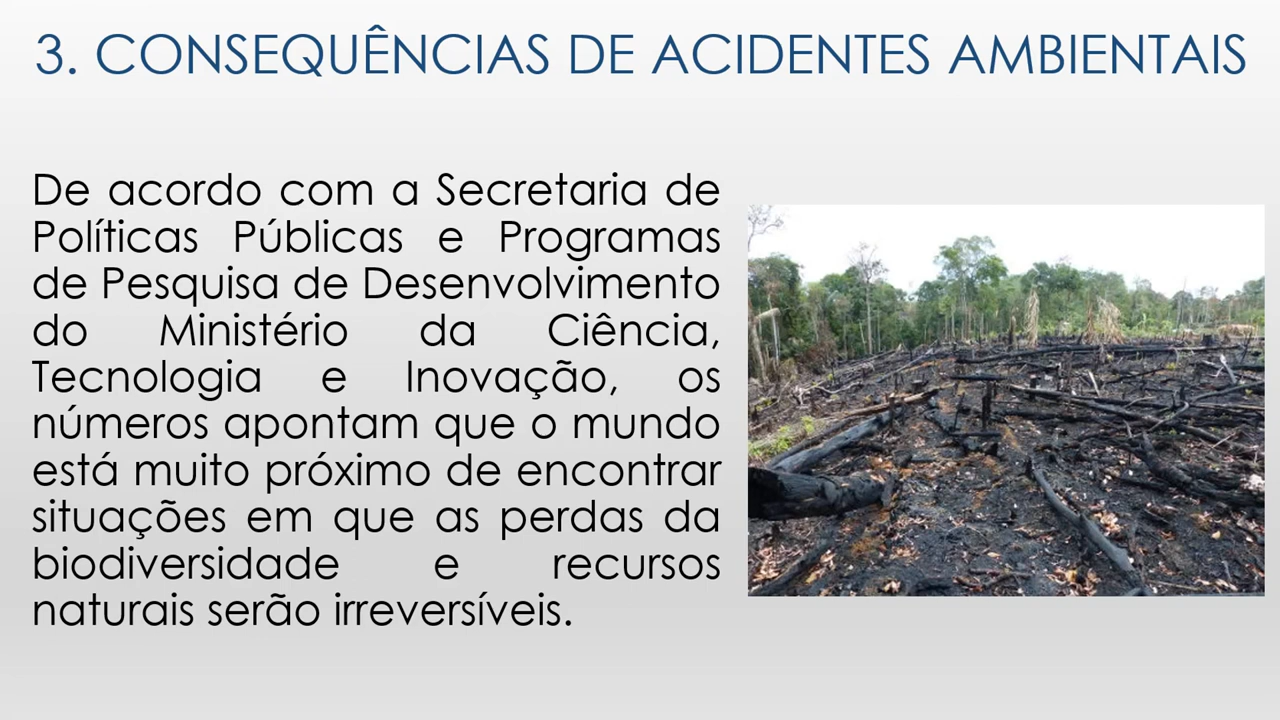 3. CONSEQUÊNCIAS DE ACIDENTES AMBIENTAIS
De acordo com a Secretaria de
Políticas Públicas e Programas
de Pesquisa de Desenvolvimento
do Ministério da Ciência,
Tecnologia e Inovação, os
números apontam que o mundo
está muito próximo de encontrar
situações em que as perdas da
biodiversidade e recursos
naturais serão irreversíveis.